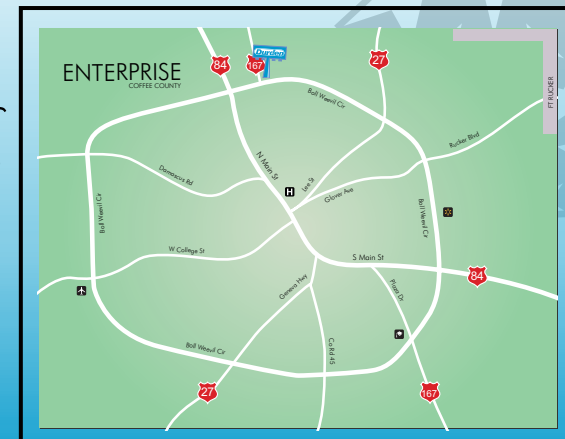 ENTERPRISE
COFFEE COUNTY
84
167
Durden
27
FT RUCKER
Boll Weevil Cir
Rucker Blvd
N Main St
H
Lee St
Damascus Rd
Glover Ave
Boll Weevil Cir
Boll Weevil Cir
W College St
S Main St
84
Geneva Hwy
Plaza Dr
Co Rd 45
Boll Weevil Cir
27
167